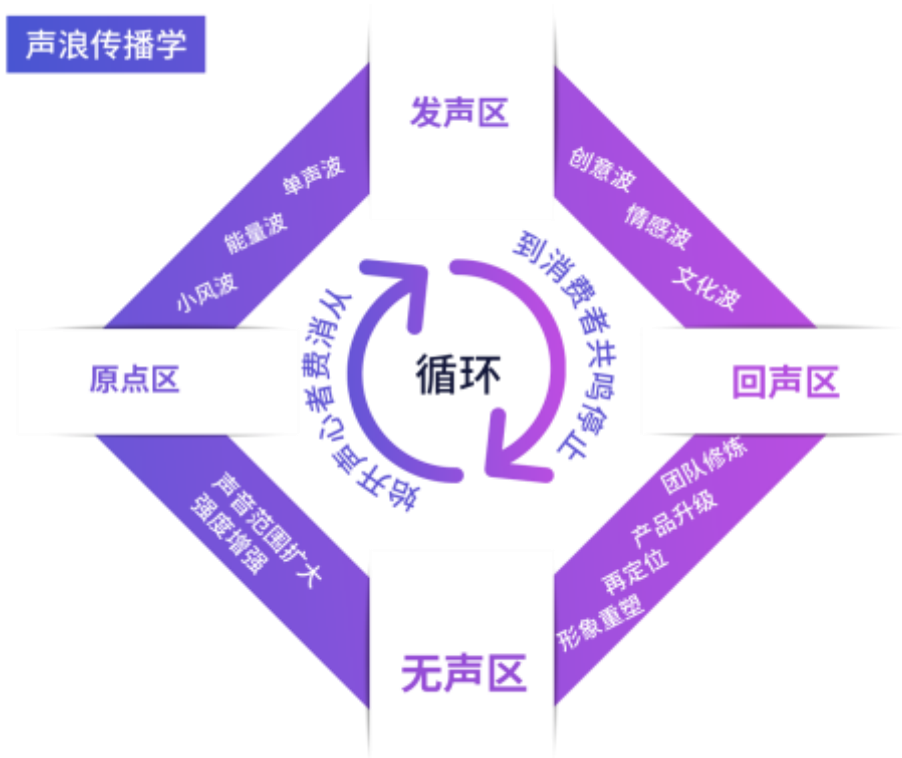 声浪传播学
发声区
单声波
能量波
小风波
创意波
情感波
文化波
从消费者心声开始
到消费者共鸣停止
循环
原点区
回声区
声音范围扩大
强度增强
团队修炼
产品升级
再定位
形象重塑
无声区